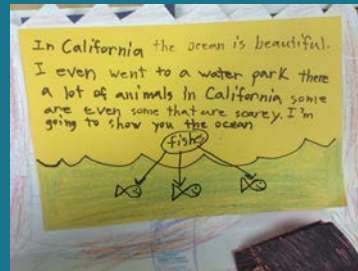 In California the ocean is beautiful.
I even went to a water park there
a lot of animals in California some
are even some that are scarey. I'm
going to show you the ocean
fishes